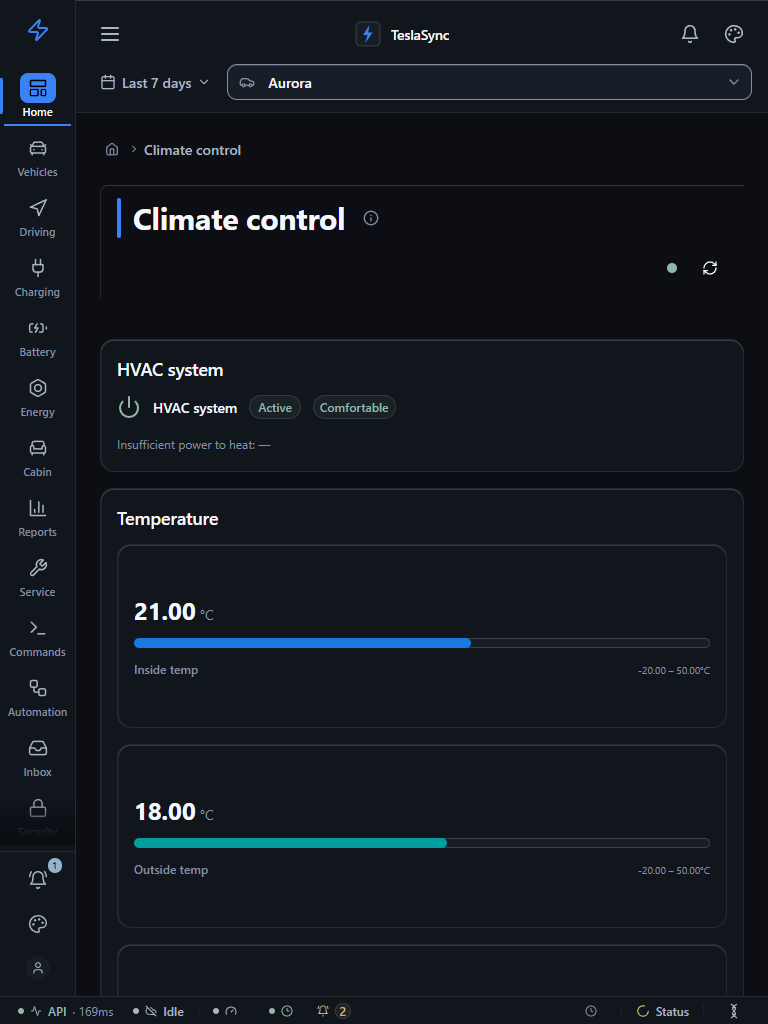 TeslaSync
Last 7 days
Aurora
Home
Vehicles
Driving
Charging
Battery
Energy
Cabin
Reports
Service
Commands
Automation
Inbox
Security
1
Climate control
Climate control
HVAC system
HVAC system Active Comfortable
Insufficient power to heat: —
Temperature
21.00 °C
Inside temp -20.00 – 50.00°C
18.00 °C
Outside temp -20.00 – 50.00°C
API · 169ms Idle 2 Status